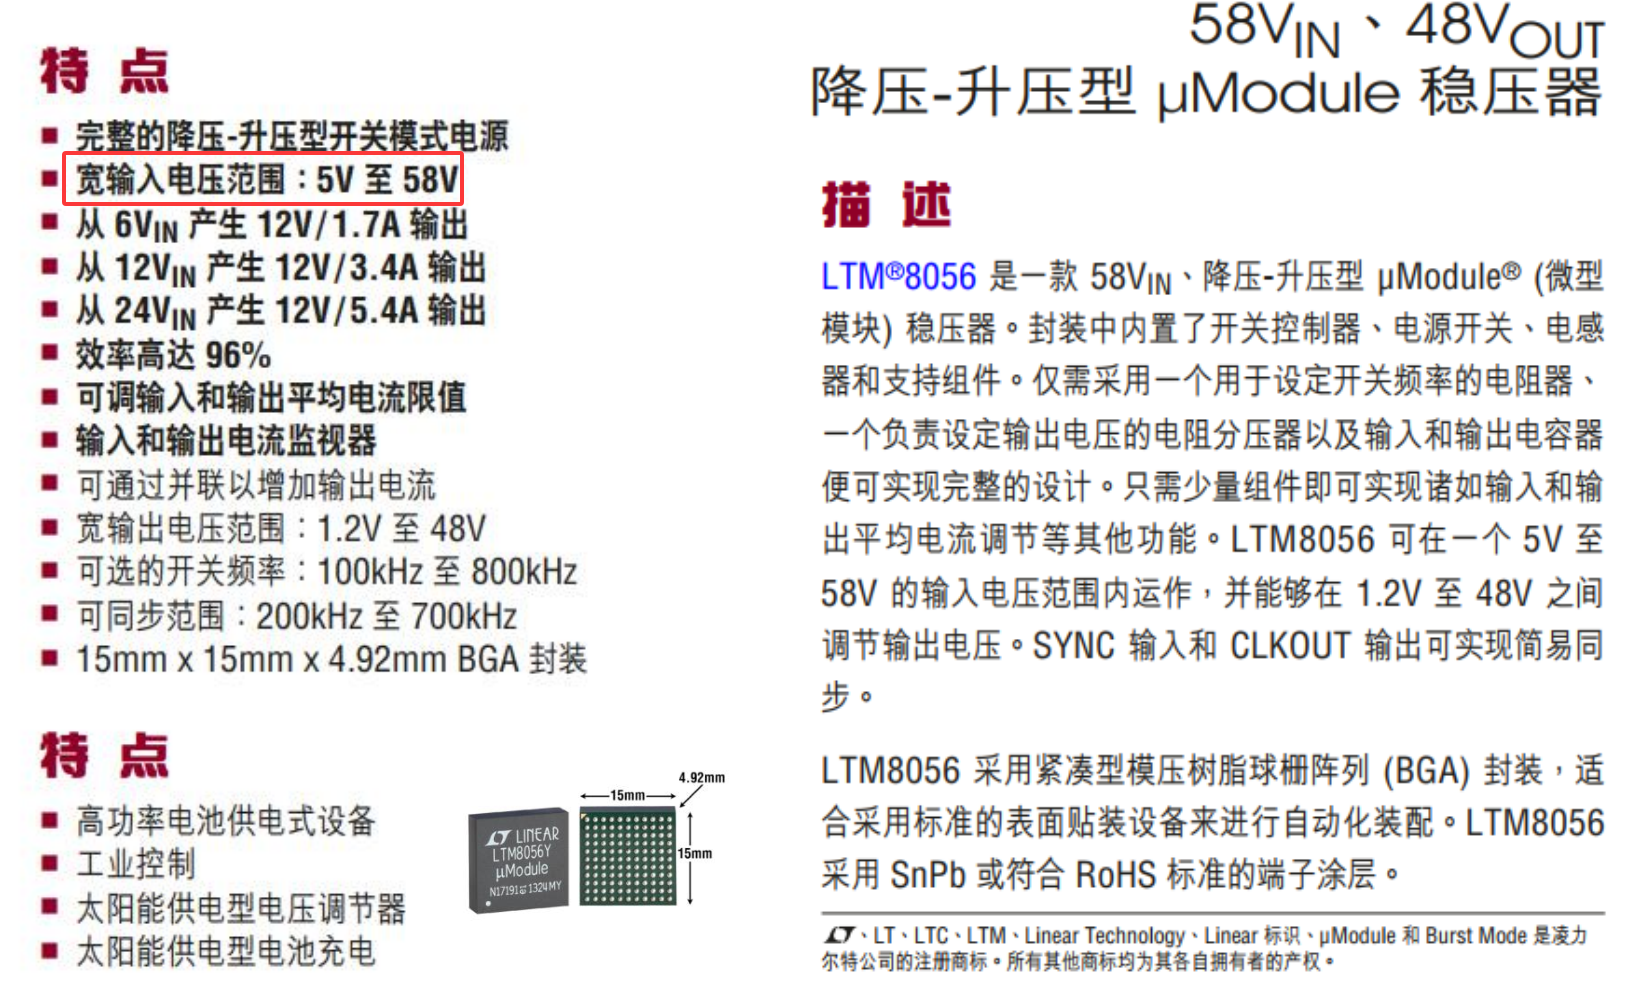 58VIN、48VOUT
降压-升压型 µModule 稳压器
特 点
■ 完整的降压-升压型开关模式电源
■ 宽输入电压范围：5V 至 58V
■ 从 6VIN 产生 12V/1.7A 输出
■ 从 12VIN 产生 12V/3.4A 输出
■ 从 24VIN 产生 12V/5.4A 输出
■ 效率高达 96%
■ 可调输入和输出平均电流限值
■ 输入和输出电流监视器
■ 可通过并联以增加输出电流
■ 宽输出电压范围：1.2V 至 48V
■ 可选的开关频率：100kHz 至 800kHz
■ 可同步范围：200kHz 至 700kHz
■ 15mm x 15mm x 4.92mm BGA 封装
特 点
■ 高功率电池供电式设备
■ 工业控制
■ 太阳能供电型电压调节器
■ 太阳能供电型电池充电
LINEAR
LTM8056Y
µModule
N17191 1324MY
15mm
4.92mm
15mm
描 述
LTM®8056 是一款 58VIN、降压-升压型 µModule® (微型
模块) 稳压器。封装中内置了开关控制器、电源开关、电感
器和支持组件。仅需采用一个用于设定开关频率的电阻器、
一个负责设定输出电压的电阻分压器以及输入和输出电容器
便可实现完整的设计。只需少量组件即可实现诸如输入和输
出平均电流调节等其他功能。LTM8056 可在一个 5V 至
58V 的输入电压范围内运作，并能够在 1.2V 至 48V 之间
调节输出电压。SYNC 输入和 CLKOUT 输出可实现简易同
步。
LTM8056 采用紧凑型模压树脂球栅阵列 (BGA) 封装，适
合采用标准的表面贴装设备来进行自动化装配。LTM8056
采用 SnPb 或符合 RoHS 标准的端子涂层。
、LT、LTC、LTM、Linear Technology、Linear 标识、µModule 和 Burst Mode 是凌力
尔特公司的注册商标。所有其他商标均为其各自拥有者的产权。